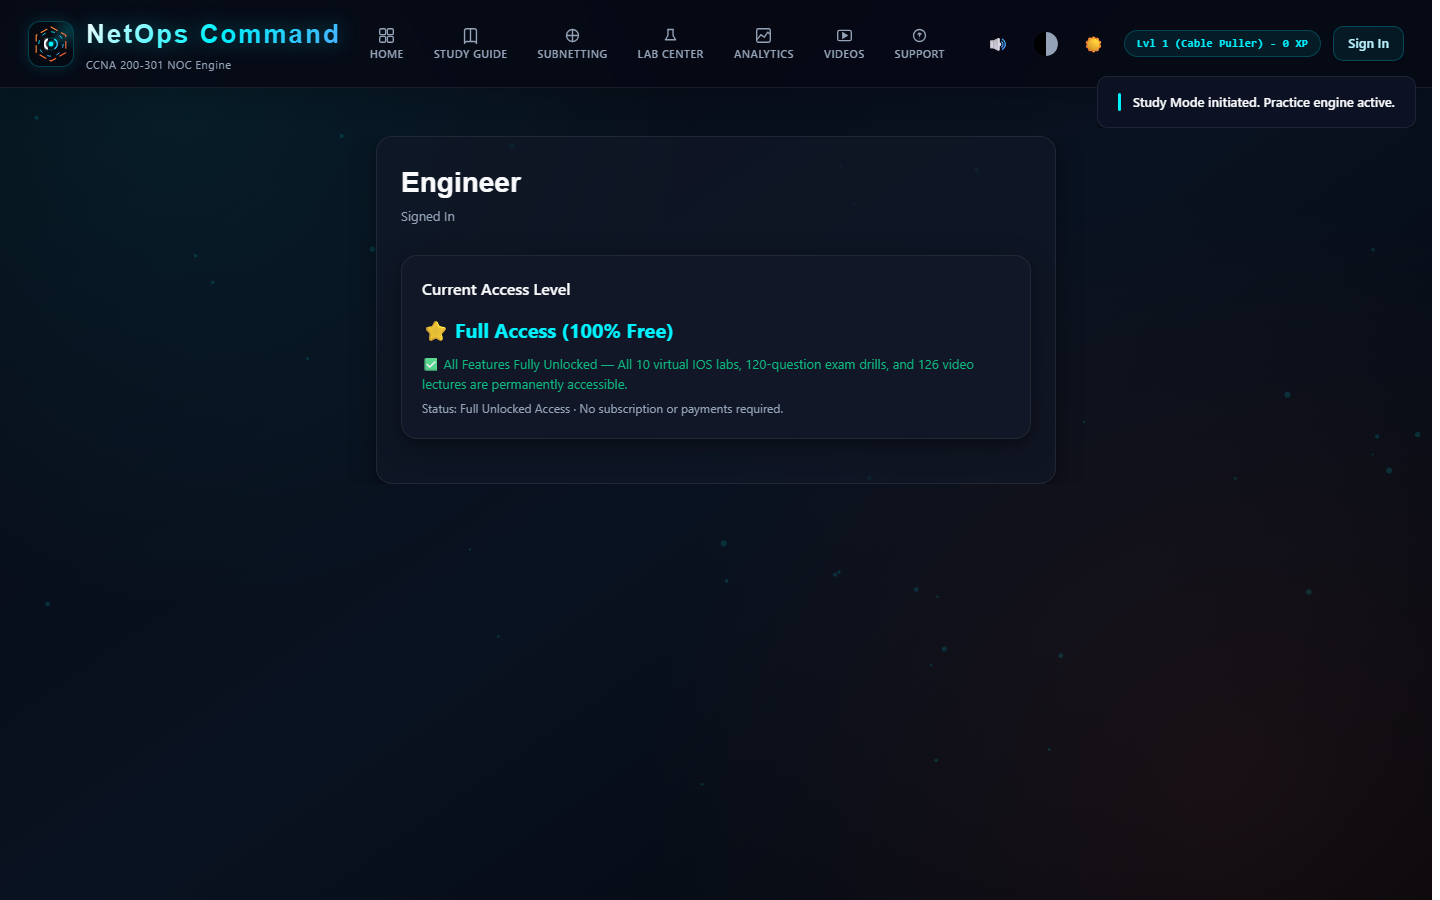 NetOps Command
CCNA 200-301 NOC Engine
HOME
STUDY GUIDE
SUBNETTING
LAB CENTER
ANALYTICS
VIDEOS
SUPPORT
Lvl 1 (Cable Puller) - 0 XP
Sign In
Study Mode initiated. Practice engine active.
Engineer
Signed In
Current Access Level
Full Access (100% Free)
All Features Fully Unlocked — All 10 virtual IOS labs, 120-question exam drills, and 126 video
lectures are permanently accessible.
Status: Full Unlocked Access · No subscription or payments required.